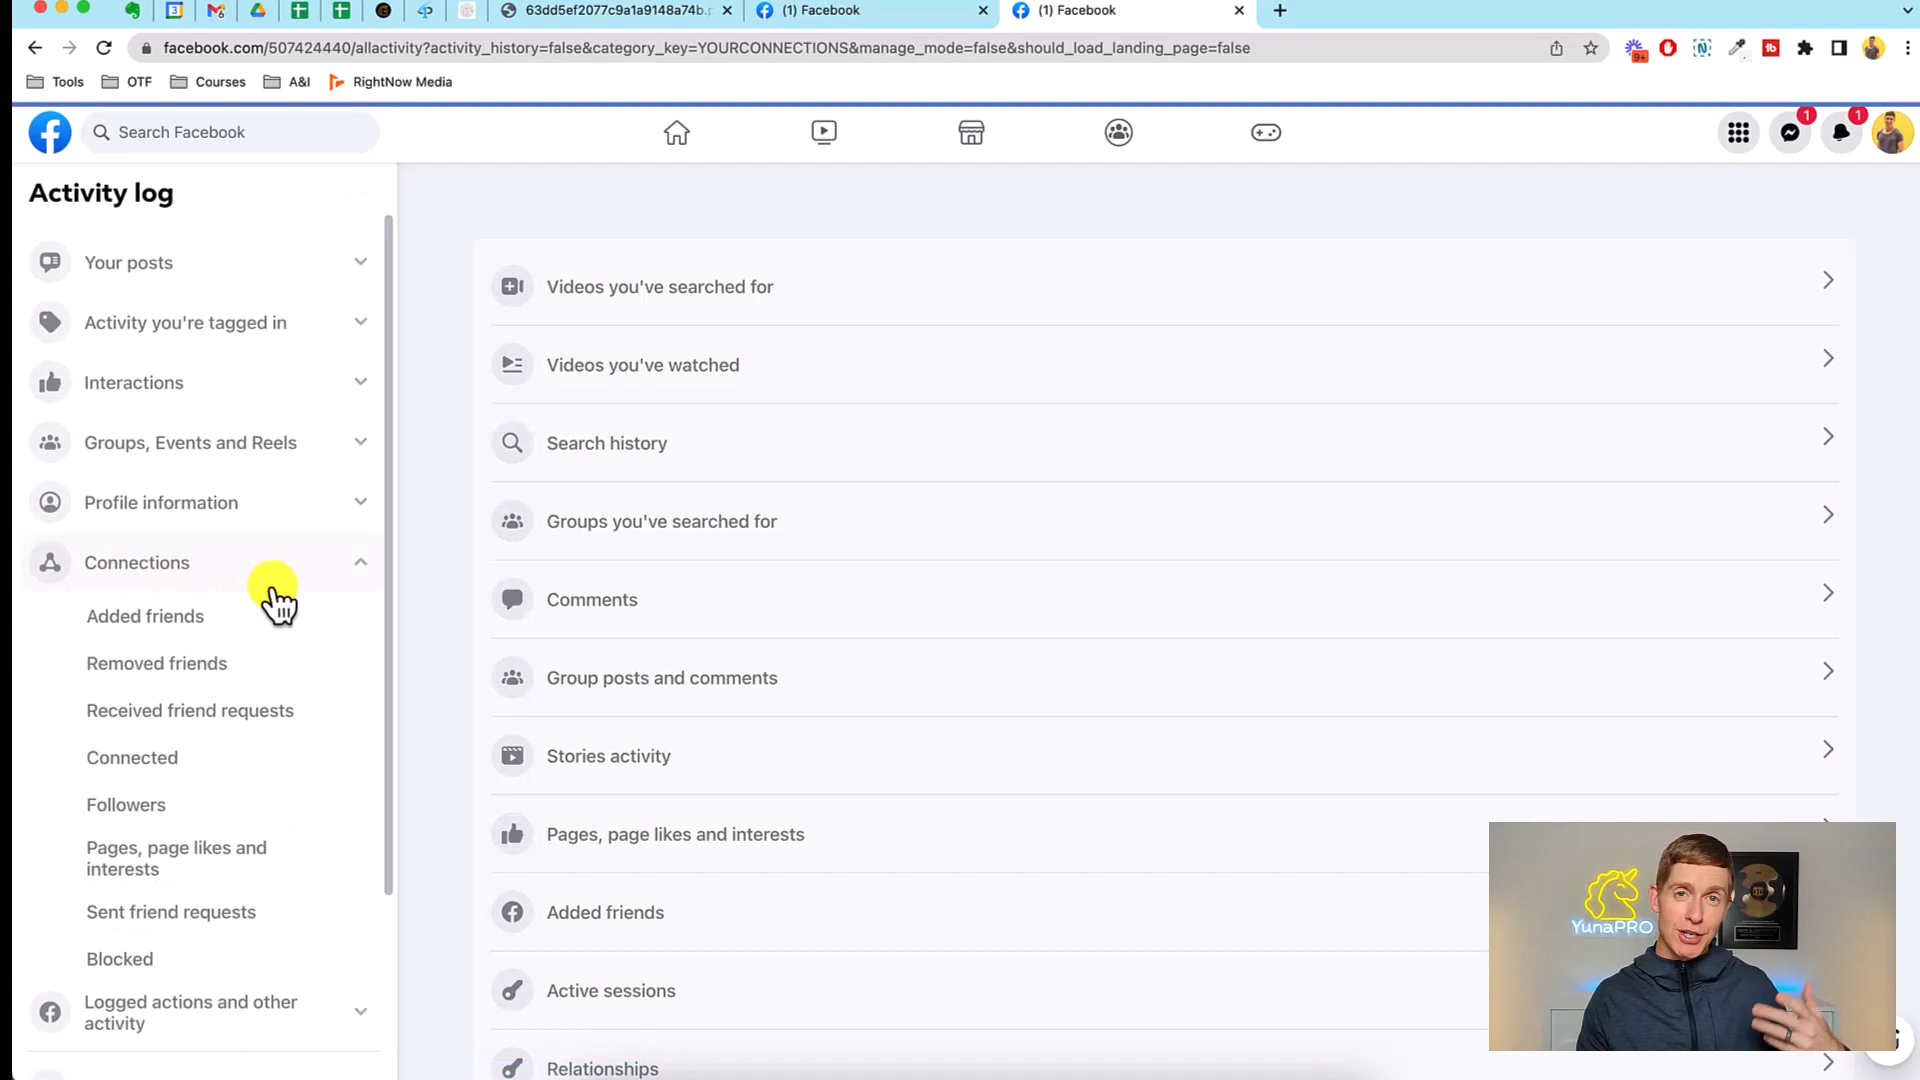 63dd5ef2077c9a1a9148a74b.p
(1) Facebook
(1) Facebook
facebook.com/507424440/allactivity?activity_history=false&category_key=YOURCONNECTIONS&manage_mode=false&should_load_landing_page=false
9+
Tools
OTF
Courses
A&I
RightNow Media
Search Facebook
1
1
Activity log
Your posts
Activity you're tagged in
Interactions
Groups, Events and Reels
Profile information
Connections
Added friends
Removed friends
Received friend requests
Connected
Followers
Pages, page likes and
interests
Sent friend requests
Blocked
Logged actions and other
activity
Videos you've searched for
Videos you've watched
Search history
Groups you've searched for
Comments
Group posts and comments
Stories activity
Pages, page likes and interests
Added friends
Active sessions
Relationships
YunaPRO